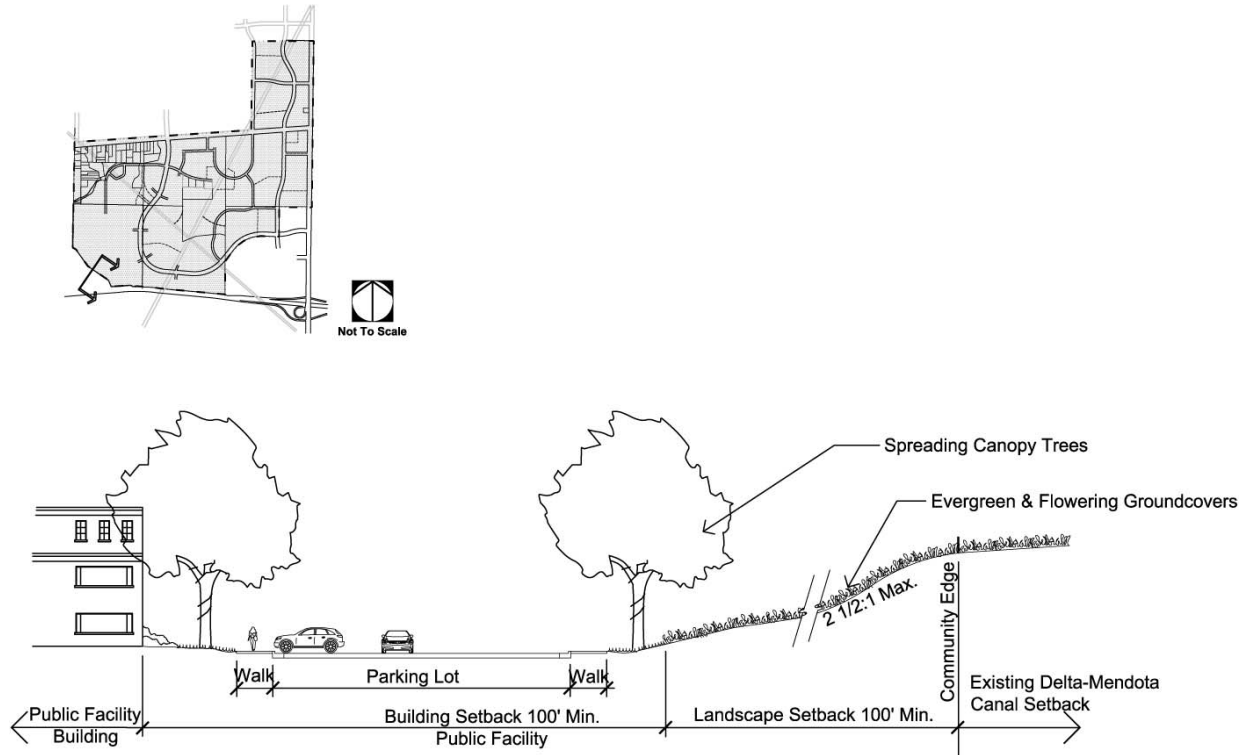 Not To Scale
Spreading Canopy Trees
Evergreen & Flowering Groundcovers
2 1/2:1 Max.
Community Edge
Walk
Parking Lot
Walk
Public Facility
Building
Building Setback 100' Min.
Public Facility
Landscape Setback 100' Min.
Existing Delta-Mendota
Canal Setback